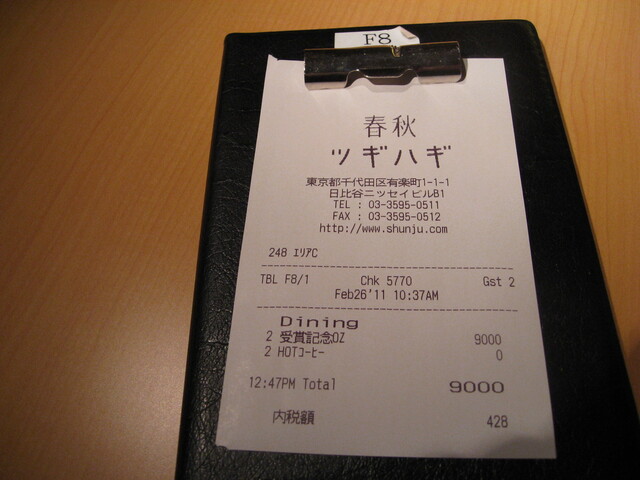 F8
春秋
ツギハギ
東京都千代田区有楽町1-1-1
日比谷ニッセイビルB1
TEL : 03-3595-0511
FAX : 03-3595-0512
http://www.shunju.com
248 ｴﾘｱC
TBL F8/1 Chk 5770 Gst 2
Feb26'11 10:37AM
Dining
2 受賞記念OZ 9000
2 HOTｺｰﾋｰ 0
12:47PM Total 9000
内税額 428